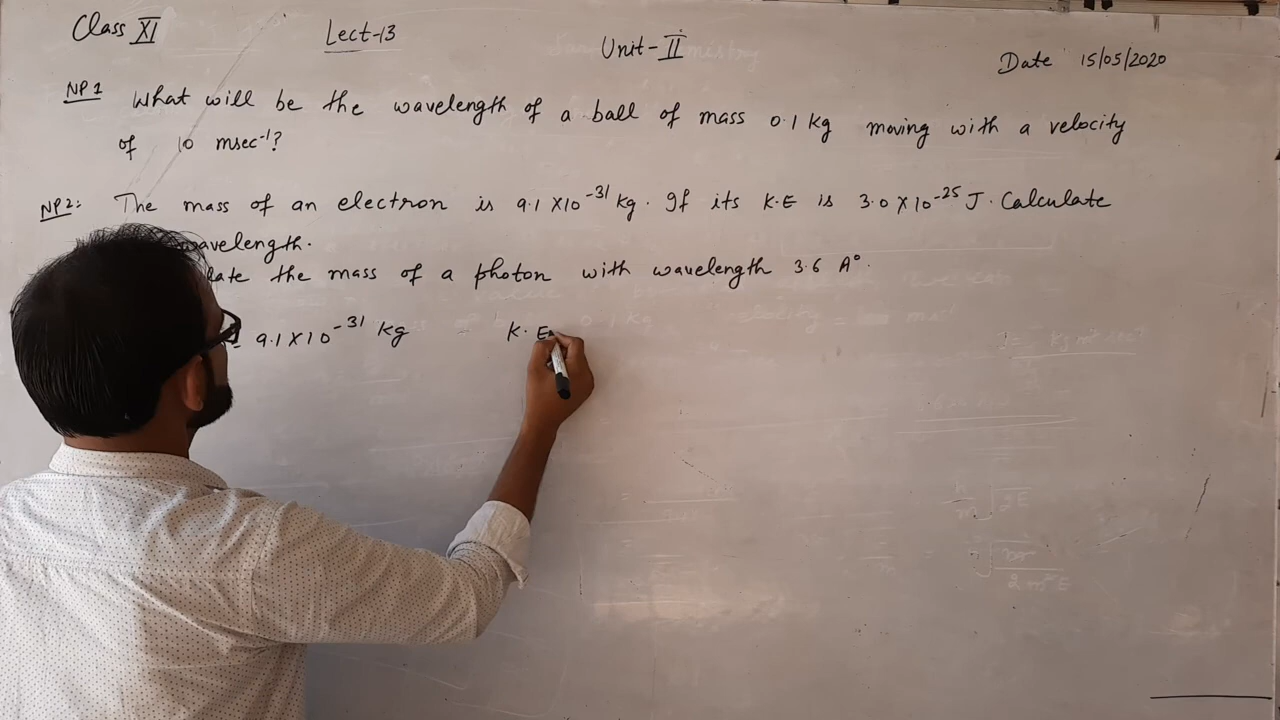 Class XI Lect-13 Unit-II Date 15/05/2020
NP1 What will be the wavelength of a ball of mass 0.1 kg moving with a velocity
of 10 msec⁻¹?
NP2: The mass of an electron is 9.1 X10⁻³¹ kg. If its K.E is 3.0 X10⁻²⁵ J. Calculate
wavelength.
late the mass of a photon with wavelength 3.6 A°.
= 9.1 X10⁻³¹ kg K.E